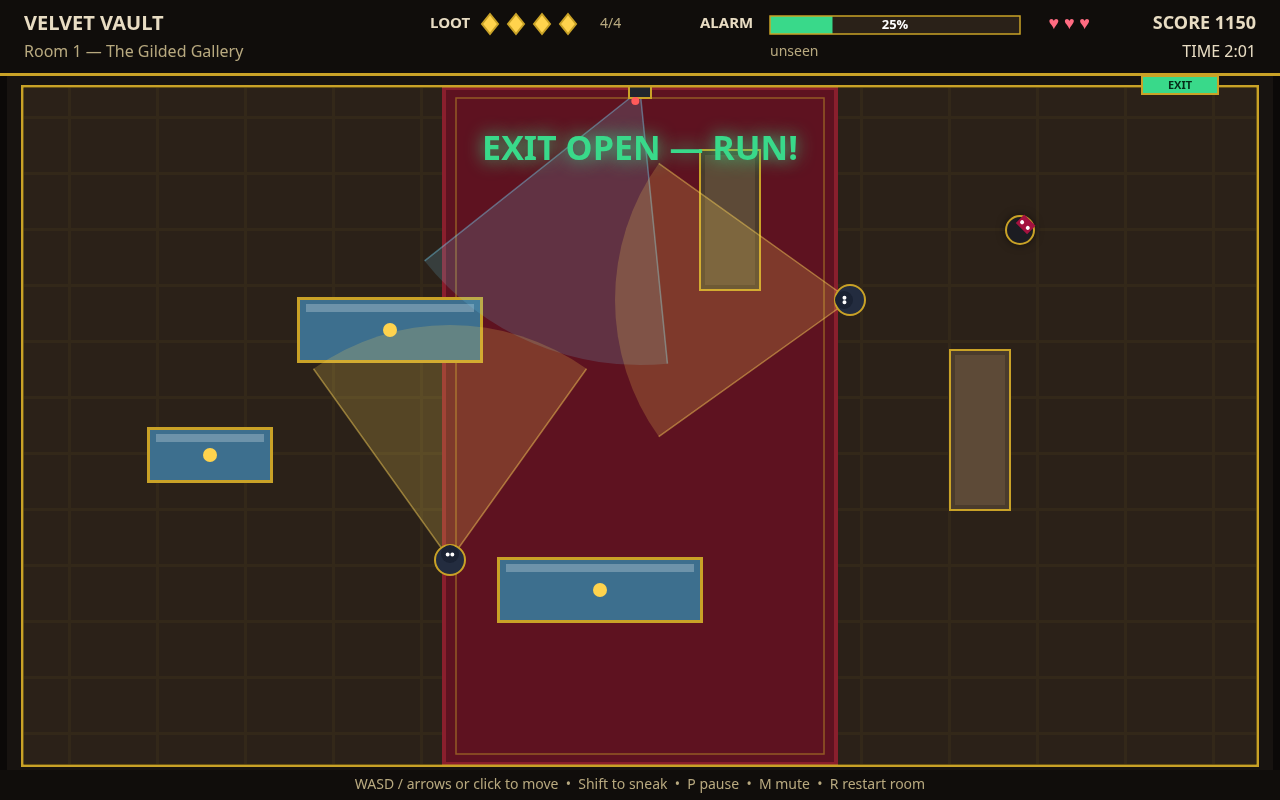 VELVET VAULT
LOOT 4/4
ALARM 25%
♥ ♥ ♥
SCORE 1150
Room 1 — The Gilded Gallery
unseen
TIME 2:01
EXIT
EXIT OPEN — RUN!
WASD / arrows or click to move • Shift to sneak • P pause • M mute • R restart room